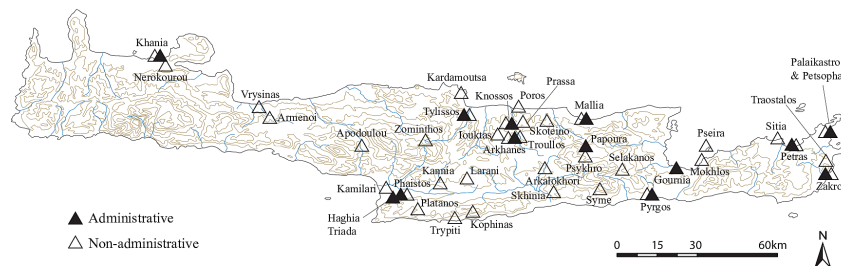 Khania
Nerokourou
Vrysinas
Armenoi
Kardamoutsa
Tylissos
Knossos
Poros
Prassa
Mallia
Palaikastro
& Petsopha
Traostalos
Apodoulou
Zominthos
Iouktas
Skoteino
Arkhanes
Troullos
Papoura
Psykhro
Selakanos
Pseira
Mokhlos
Sitia
Petras
Zakro
Gournia
Kannia
Larani
Arkalokhori
Kamilari
Phaistos
Haghia
Triada
Platanos
Trypiti
Kophinas
Skhinia
Syme
Pyrgos
Administrative
Non-administrative
0 15 30 60km
N